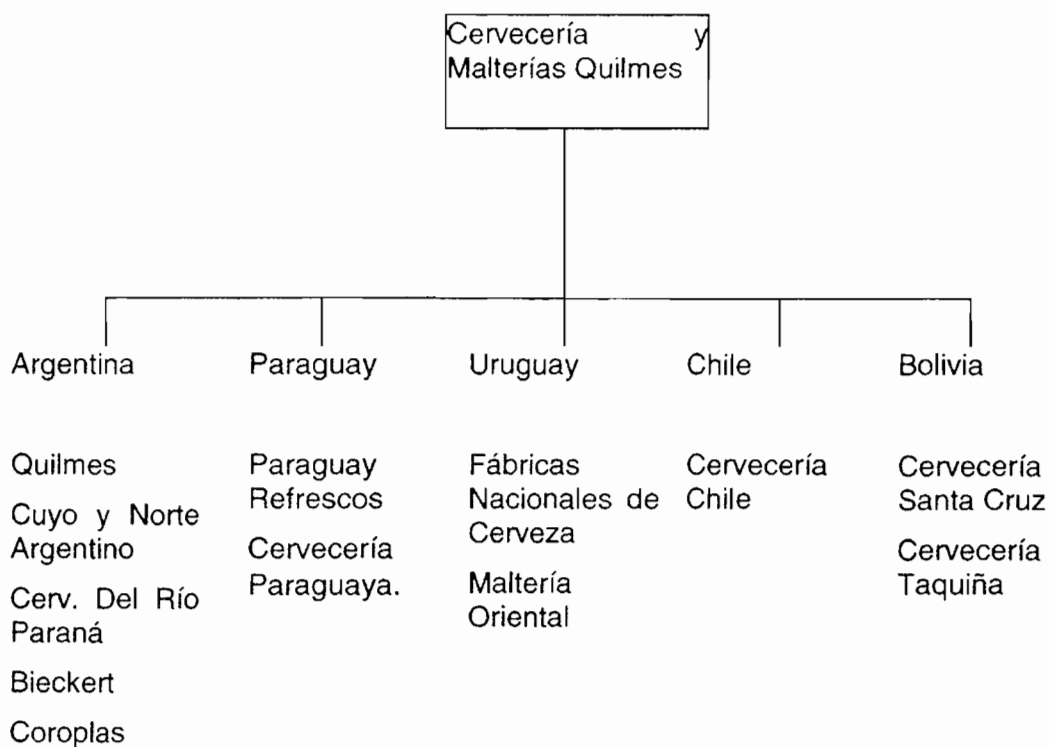 Cervecería y
Malterías Quilmes
Argentina
Paraguay
Uruguay
Chile
Bolivia
Quilmes
Cuyo y Norte
Argentino
Cerv. Del Río
Paraná
Bieckert
Coroplas
Paraguay
Refrescos
Cervecería
Paraguaya.
Fábricas
Nacionales de
Cerveza
Maltería
Oriental
Cervecería
Chile
Cervecería
Santa Cruz
Cervecería
Taquiña